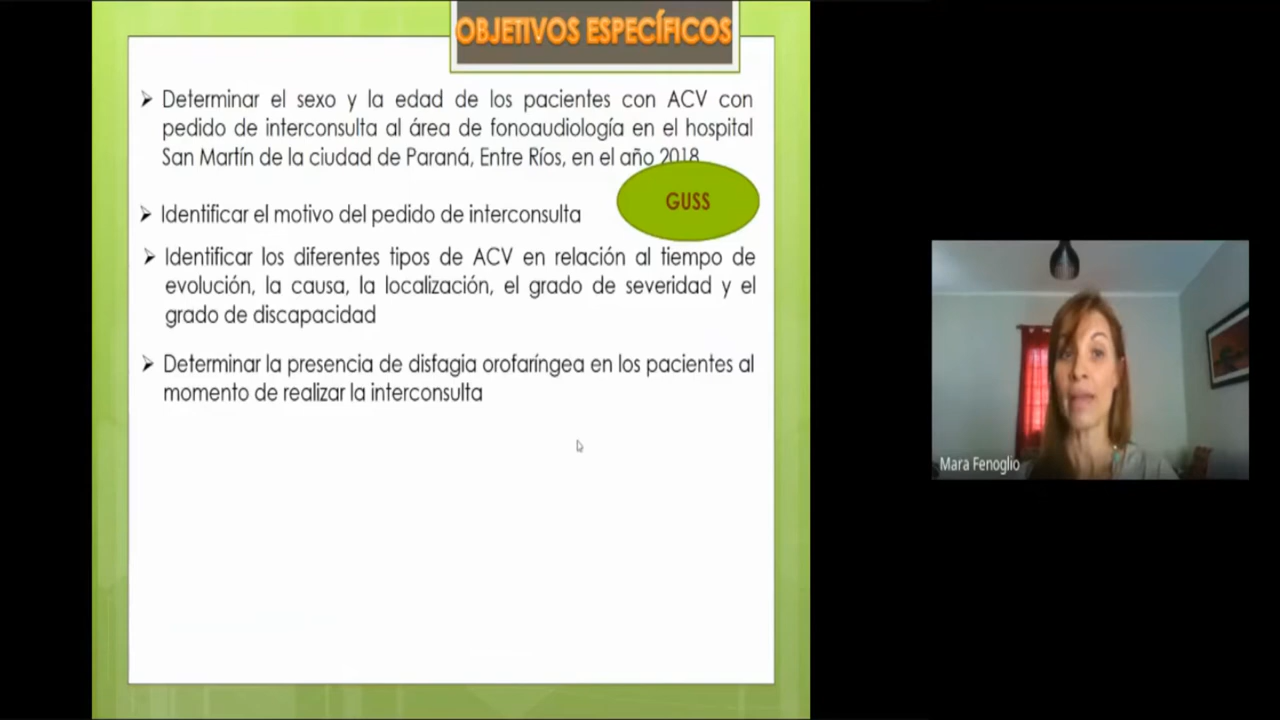 OBJETIVOS ESPECÍFICOS
➢ Determinar el sexo y la edad de los pacientes con ACV con
pedido de interconsulta al área de fonoaudiología en el hospital
San Martín de la ciudad de Paraná, Entre Ríos, en el año 2018
GUSS
➢ Identificar el motivo del pedido de interconsulta
➢ Identificar los diferentes tipos de ACV en relación al tiempo de
evolución, la causa, la localización, el grado de severidad y el
grado de discapacidad
➢ Determinar la presencia de disfagia orofaríngea en los pacientes al
momento de realizar la interconsulta
Mara Fenoglio